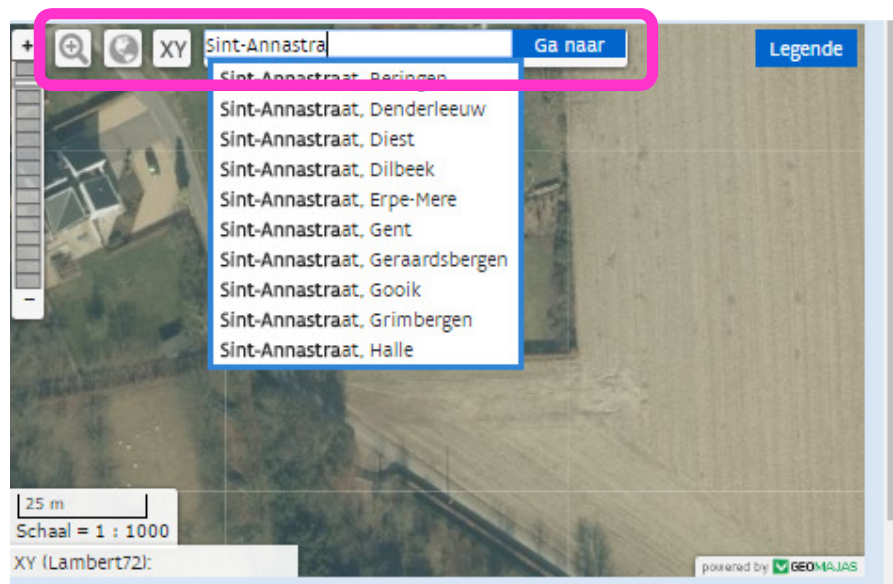 +
XY
Sint-Annastra
Ga naar
Legende
Sint-Annastraat, Beringen
Sint-Annastraat, Denderleeuw
Sint-Annastraat, Diest
Sint-Annastraat, Dilbeek
Sint-Annastraat, Erpe-Mere
Sint-Annastraat, Gent
Sint-Annastraat, Geraardsbergen
Sint-Annastraat, Gooik
Sint-Annastraat, Grimbergen
Sint-Annastraat, Halle
–
25 m
Schaal = 1 : 1000
XY (Lambert72):
powered by GEOMAJAS